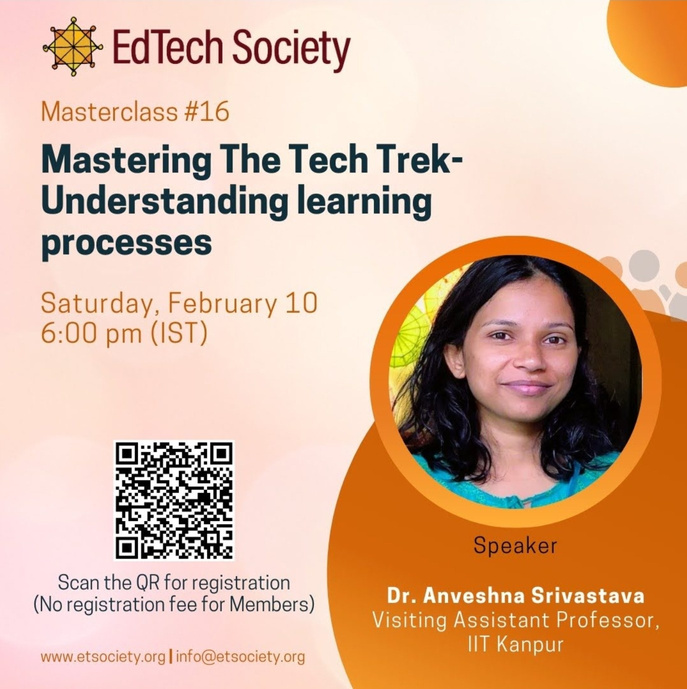 EdTech Society
Masterclass #16
Mastering The Tech Trek-
Understanding learning
processes
Saturday, February 10
6:00 pm (IST)
Scan the QR for registration
(No registration fee for Members)
www.etsociety.org | info@etsociety.org
Speaker
Dr. Anveshna Srivastava
Visiting Assistant Professor,
IIT Kanpur